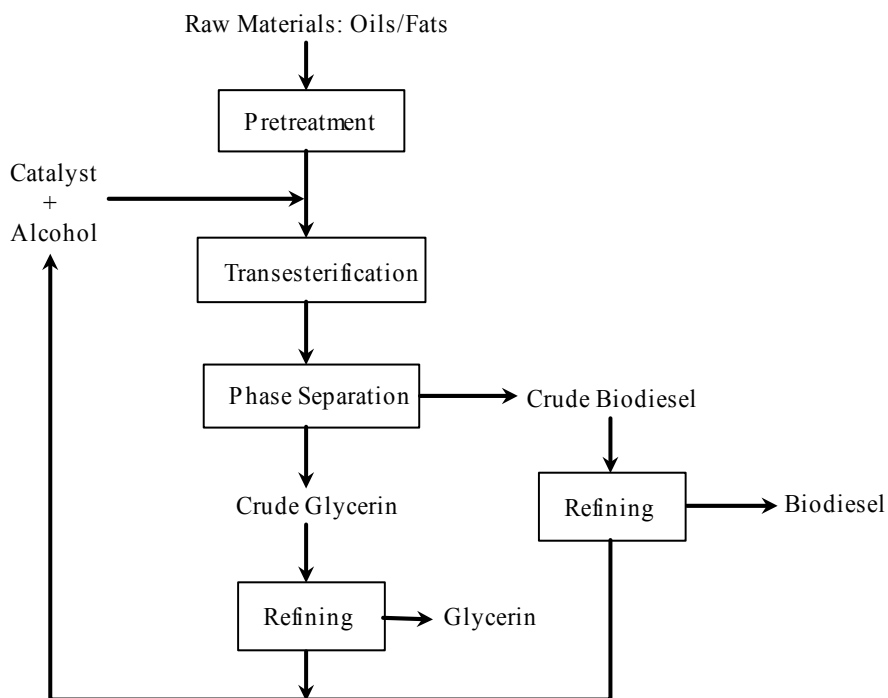 Raw Materials: Oils/Fats
Pretreatment
Catalyst
+
Alcohol
Transesterification
Phase Separation
Crude Biodiesel
Crude Glycerin
Refining
Biodiesel
Refining
Glycerin